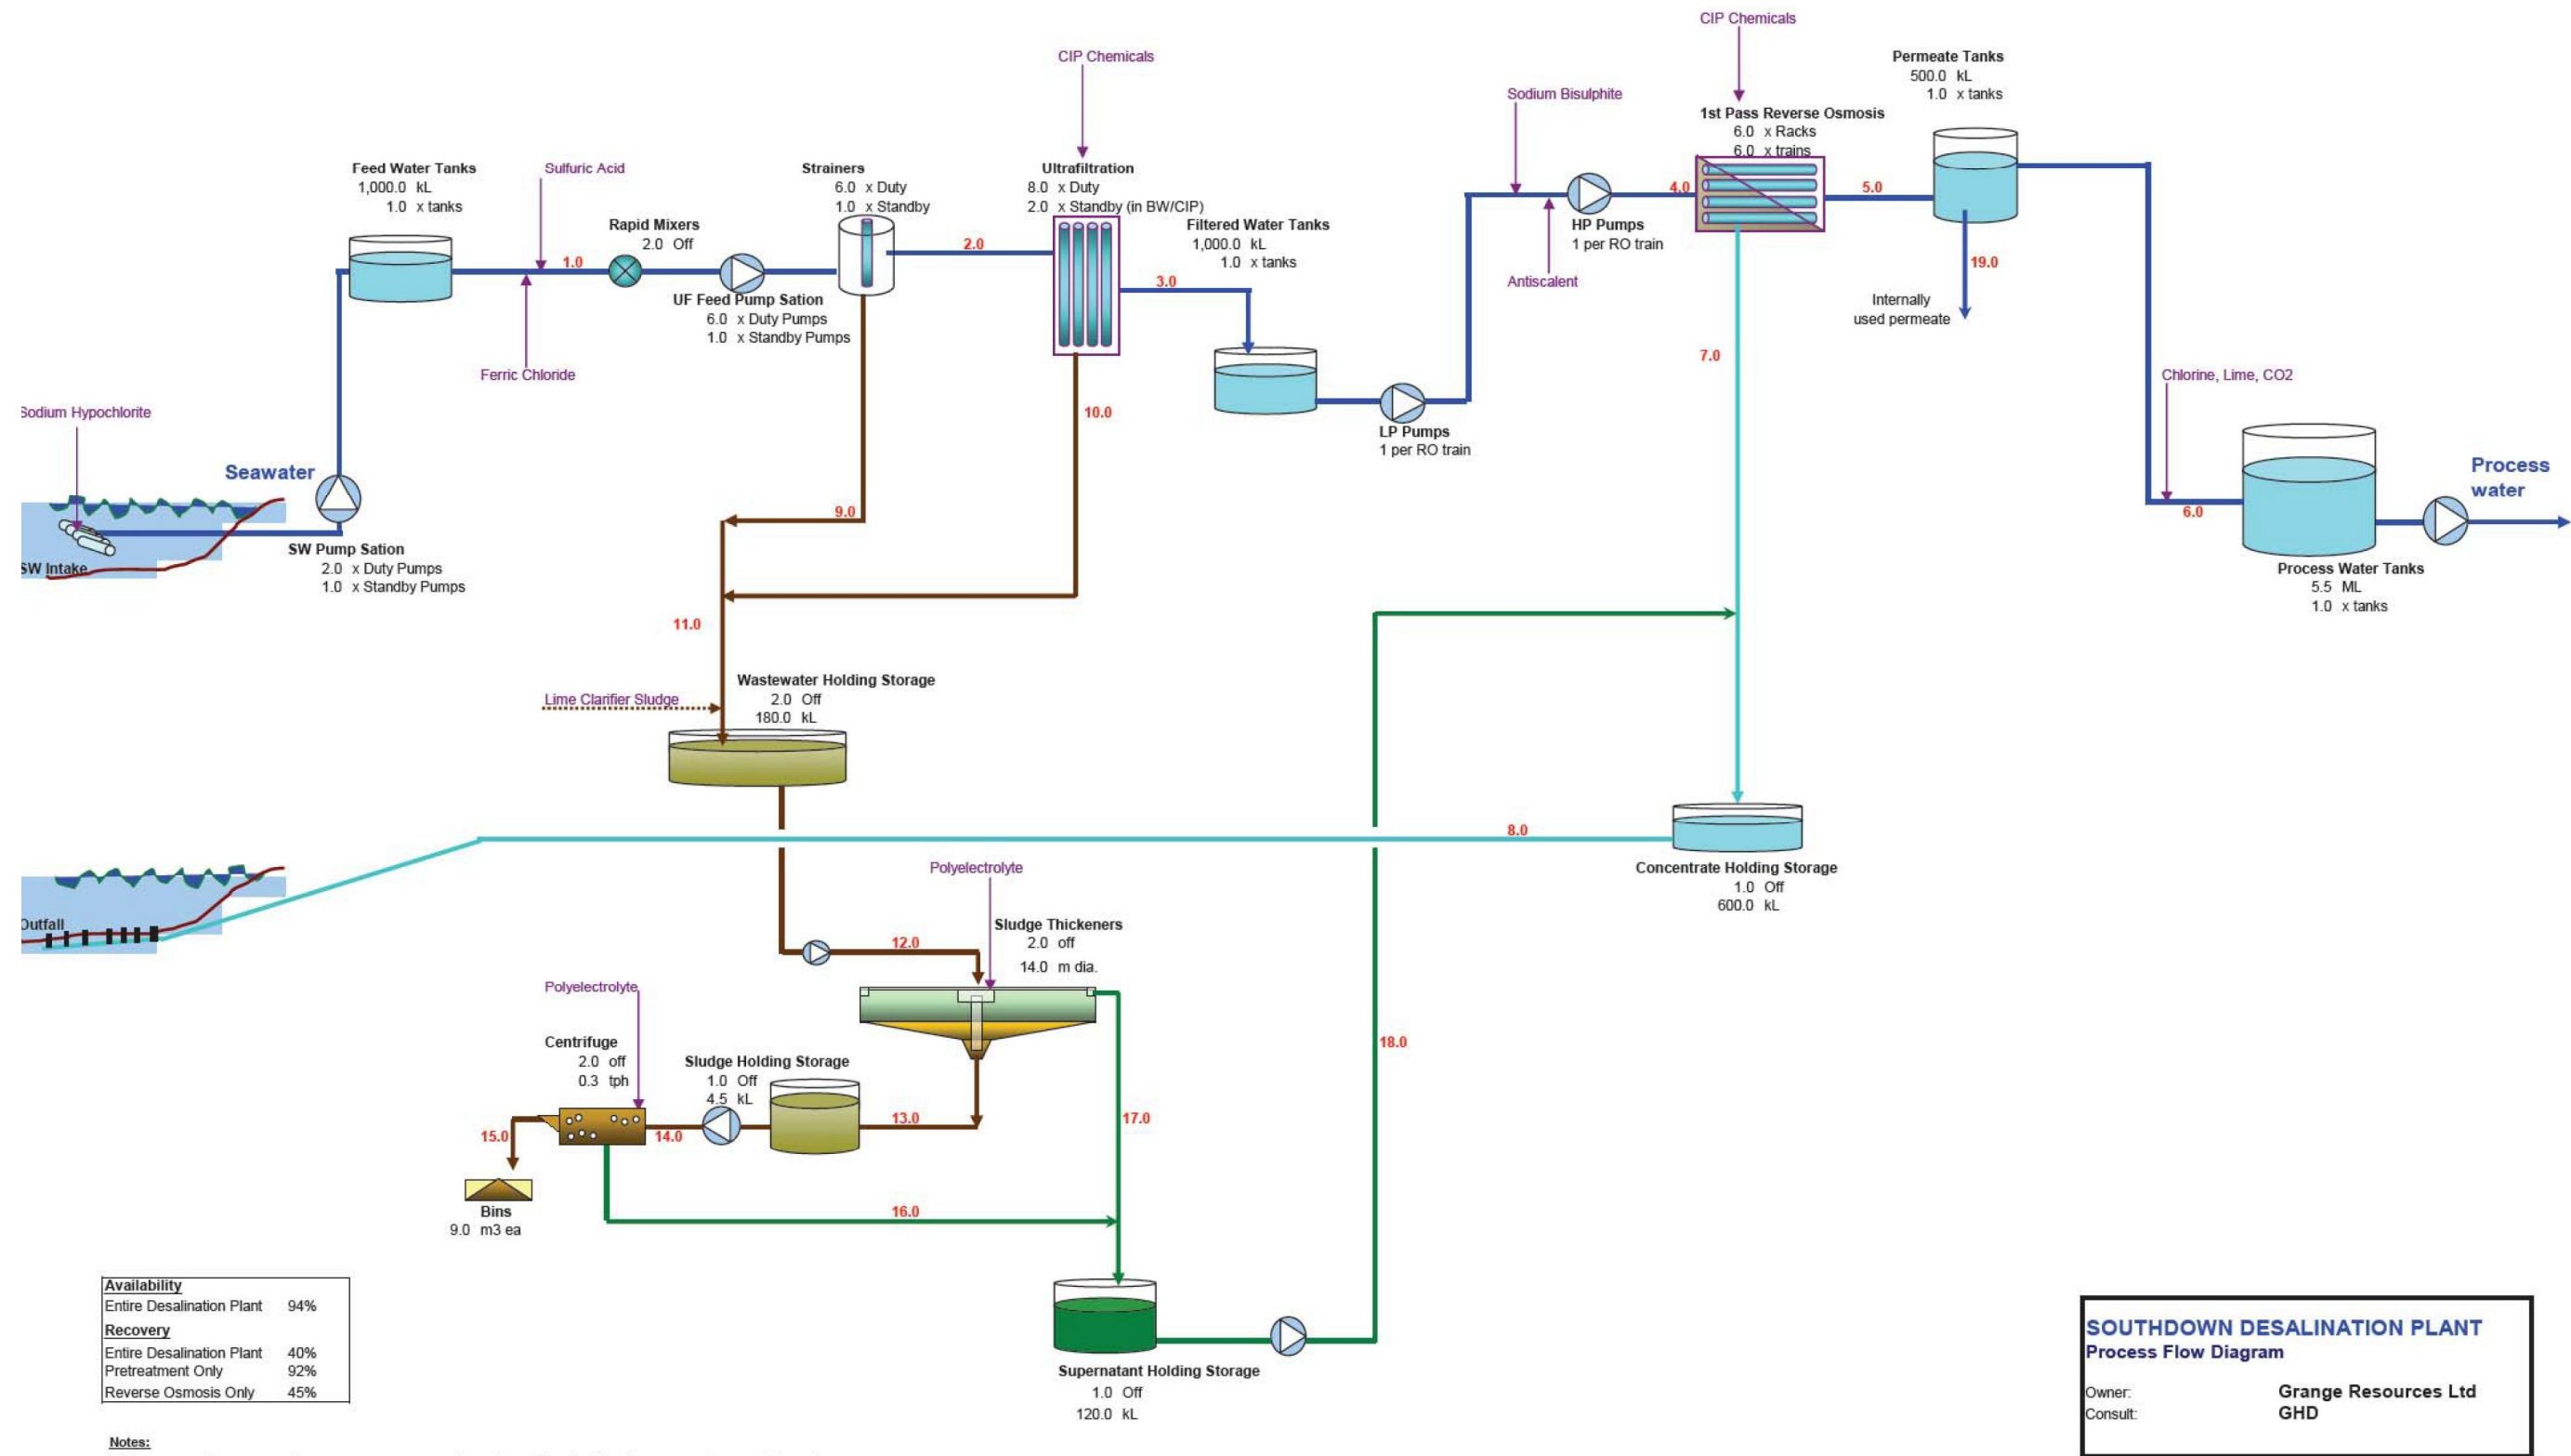 CIP Chemicals
CIP Chemicals
Permeate Tanks
500.0 kL
1.0 x tanks
Sodium Bisulphite
1st Pass Reverse Osmosis
6.0 x Racks
6.0 x trains
Feed Water Tanks
1,000.0 kL
1.0 x tanks
Sulfuric Acid
Strainers
6.0 x Duty
1.0 x Standby
Ultrafiltration
8.0 x Duty
2.0 x Standby (in BW/CIP)
Rapid Mixers
2.0 Off
Filtered Water Tanks
1,000.0 kL
1.0 x tanks
HP Pumps
1 per RO train
4.0
5.0
1.0
2.0
3.0
19.0
UF Feed Pump Sation
6.0 x Duty Pumps
1.0 x Standby Pumps
Antiscalent
Internally
used permeate
Ferric Chloride
7.0
Chlorine, Lime, CO2
Sodium Hypochlorite
10.0
LP Pumps
1 per RO train
Seawater
Process
water
9.0
6.0
SW Pump Sation
2.0 x Duty Pumps
1.0 x Standby Pumps
SW Intake
Process Water Tanks
5.5 ML
1.0 x tanks
11.0
Wastewater Holding Storage
2.0 Off
180.0 kL
Lime Clarifier Sludge
8.0
Concentrate Holding Storage
1.0 Off
600.0 kL
Polyelectrolyte
Outfall
Sludge Thickeners
2.0 off
14.0 m dia.
12.0
Polyelectrolyte
Centrifuge
2.0 off
0.3 tph
Sludge Holding Storage
1.0 Off
4.5 kL
18.0
13.0
17.0
15.0
14.0
Bins
9.0 m3 ea
16.0
Availability
Entire Desalination Plant 94%
Recovery
Entire Desalination Plant 40%
Pretreatment Only 92%
Reverse Osmosis Only 45%
Supernatant Holding Storage
1.0 Off
120.0 kL
SOUTHDOWN DESALINATION PLANT
Process Flow Diagram
Owner: Grange Resources Ltd
Consult: GHD
Notes: